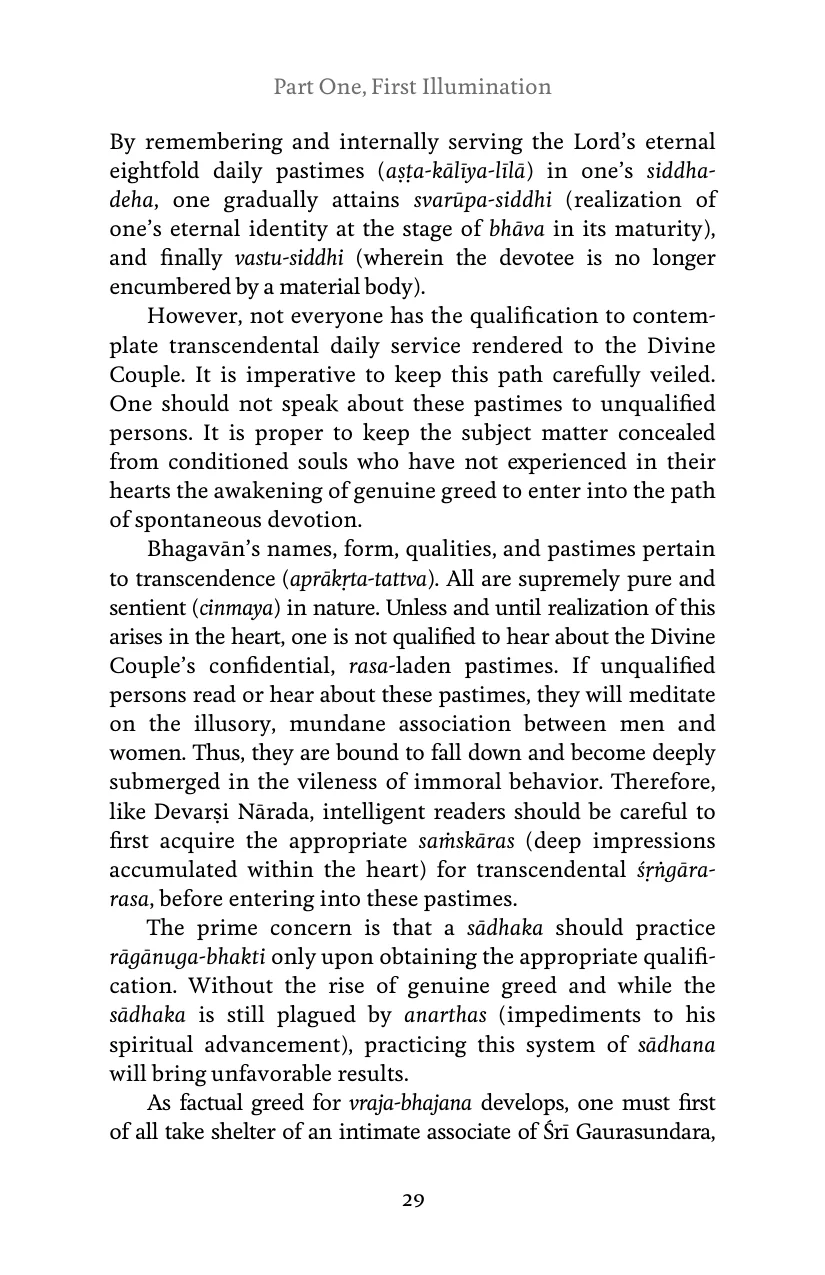 Part One, First Illumination
By remembering and internally serving the Lord’s eternal
eightfold daily pastimes (aṣṭa-kālīya-līlā) in one’s siddha-
deha, one gradually attains svarūpa-siddhi (realization of
one’s eternal identity at the stage of bhāva in its maturity),
and finally vastu-siddhi (wherein the devotee is no longer
encumbered by a material body).
However, not everyone has the qualification to contem-
plate transcendental daily service rendered to the Divine
Couple. It is imperative to keep this path carefully veiled.
One should not speak about these pastimes to unqualified
persons. It is proper to keep the subject matter concealed
from conditioned souls who have not experienced in their
hearts the awakening of genuine greed to enter into the path
of spontaneous devotion.
Bhagavān’s names, form, qualities, and pastimes pertain
to transcendence (aprākṛta-tattva). All are supremely pure and
sentient (cinmaya) in nature. Unless and until realization of this
arises in the heart, one is not qualified to hear about the Divine
Couple’s confidential, rasa-laden pastimes. If unqualified
persons read or hear about these pastimes, they will meditate
on the illusory, mundane association between men and
women. Thus, they are bound to fall down and become deeply
submerged in the vileness of immoral behavior. Therefore,
like Devarṣi Nārada, intelligent readers should be careful to
first acquire the appropriate saṁskāras (deep impressions
accumulated within the heart) for transcendental śṛṅgāra-
rasa, before entering into these pastimes.
The prime concern is that a sādhaka should practice
rāgānuga-bhakti only upon obtaining the appropriate qualifi-
cation. Without the rise of genuine greed and while the
sādhaka is still plagued by anarthas (impediments to his
spiritual advancement), practicing this system of sādhana
will bring unfavorable results.
As factual greed for vraja-bhajana develops, one must first
of all take shelter of an intimate associate of Śrī Gaurasundara,
29